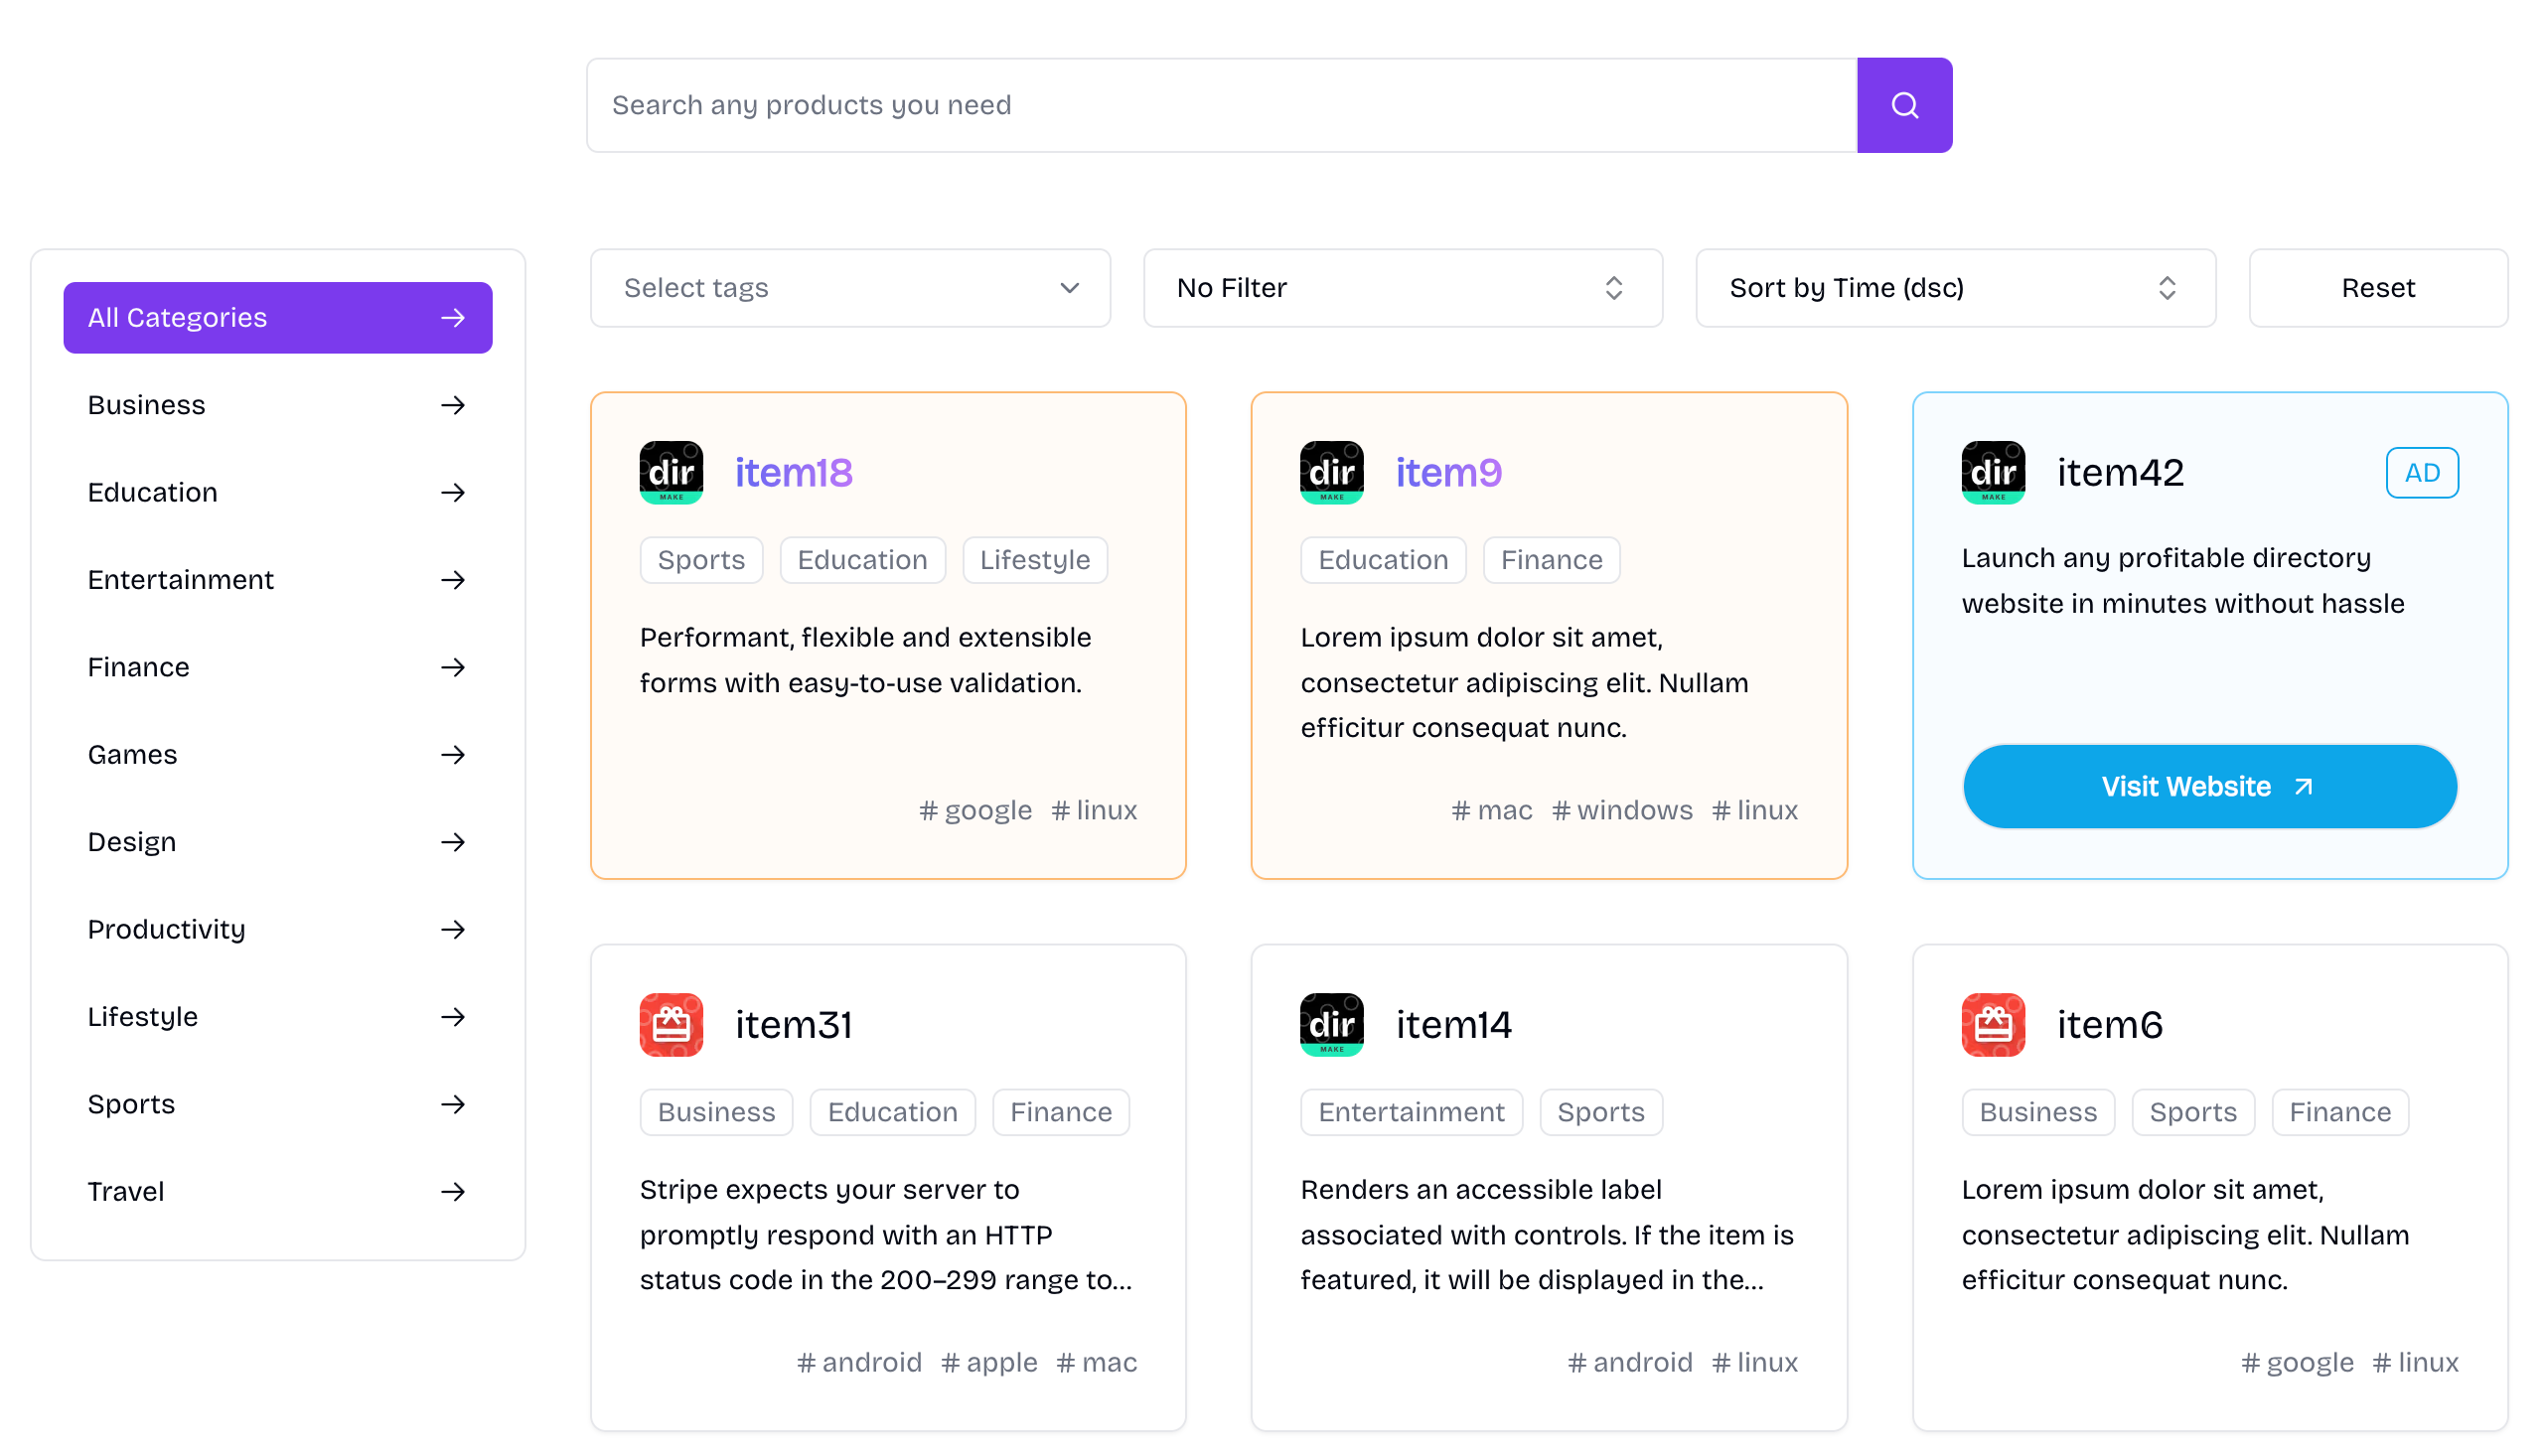 Search any products you need
Select tags
No Filter
Sort by Time (dsc)
Reset
All Categories
Business
Education
Entertainment
Finance
Games
Design
Productivity
Lifestyle
Sports
Travel
dir
MAKE
item18
Sports Education Lifestyle
Performant, flexible and extensible
forms with easy-to-use validation.
# google # linux
dir
MAKE
item9
Education Finance
Lorem ipsum dolor sit amet,
consectetur adipiscing elit. Nullam
efficitur consequat nunc.
# mac # windows # linux
dir
MAKE
item42
AD
Launch any profitable directory
website in minutes without hassle
Visit Website
item31
Business Education Finance
Stripe expects your server to
promptly respond with an HTTP
status code in the 200–299 range to...
# android # apple # mac
dir
MAKE
item14
Entertainment Sports
Renders an accessible label
associated with controls. If the item is
featured, it will be displayed in the...
# android # linux
item6
Business Sports Finance
Lorem ipsum dolor sit amet,
consectetur adipiscing elit. Nullam
efficitur consequat nunc.
# google # linux